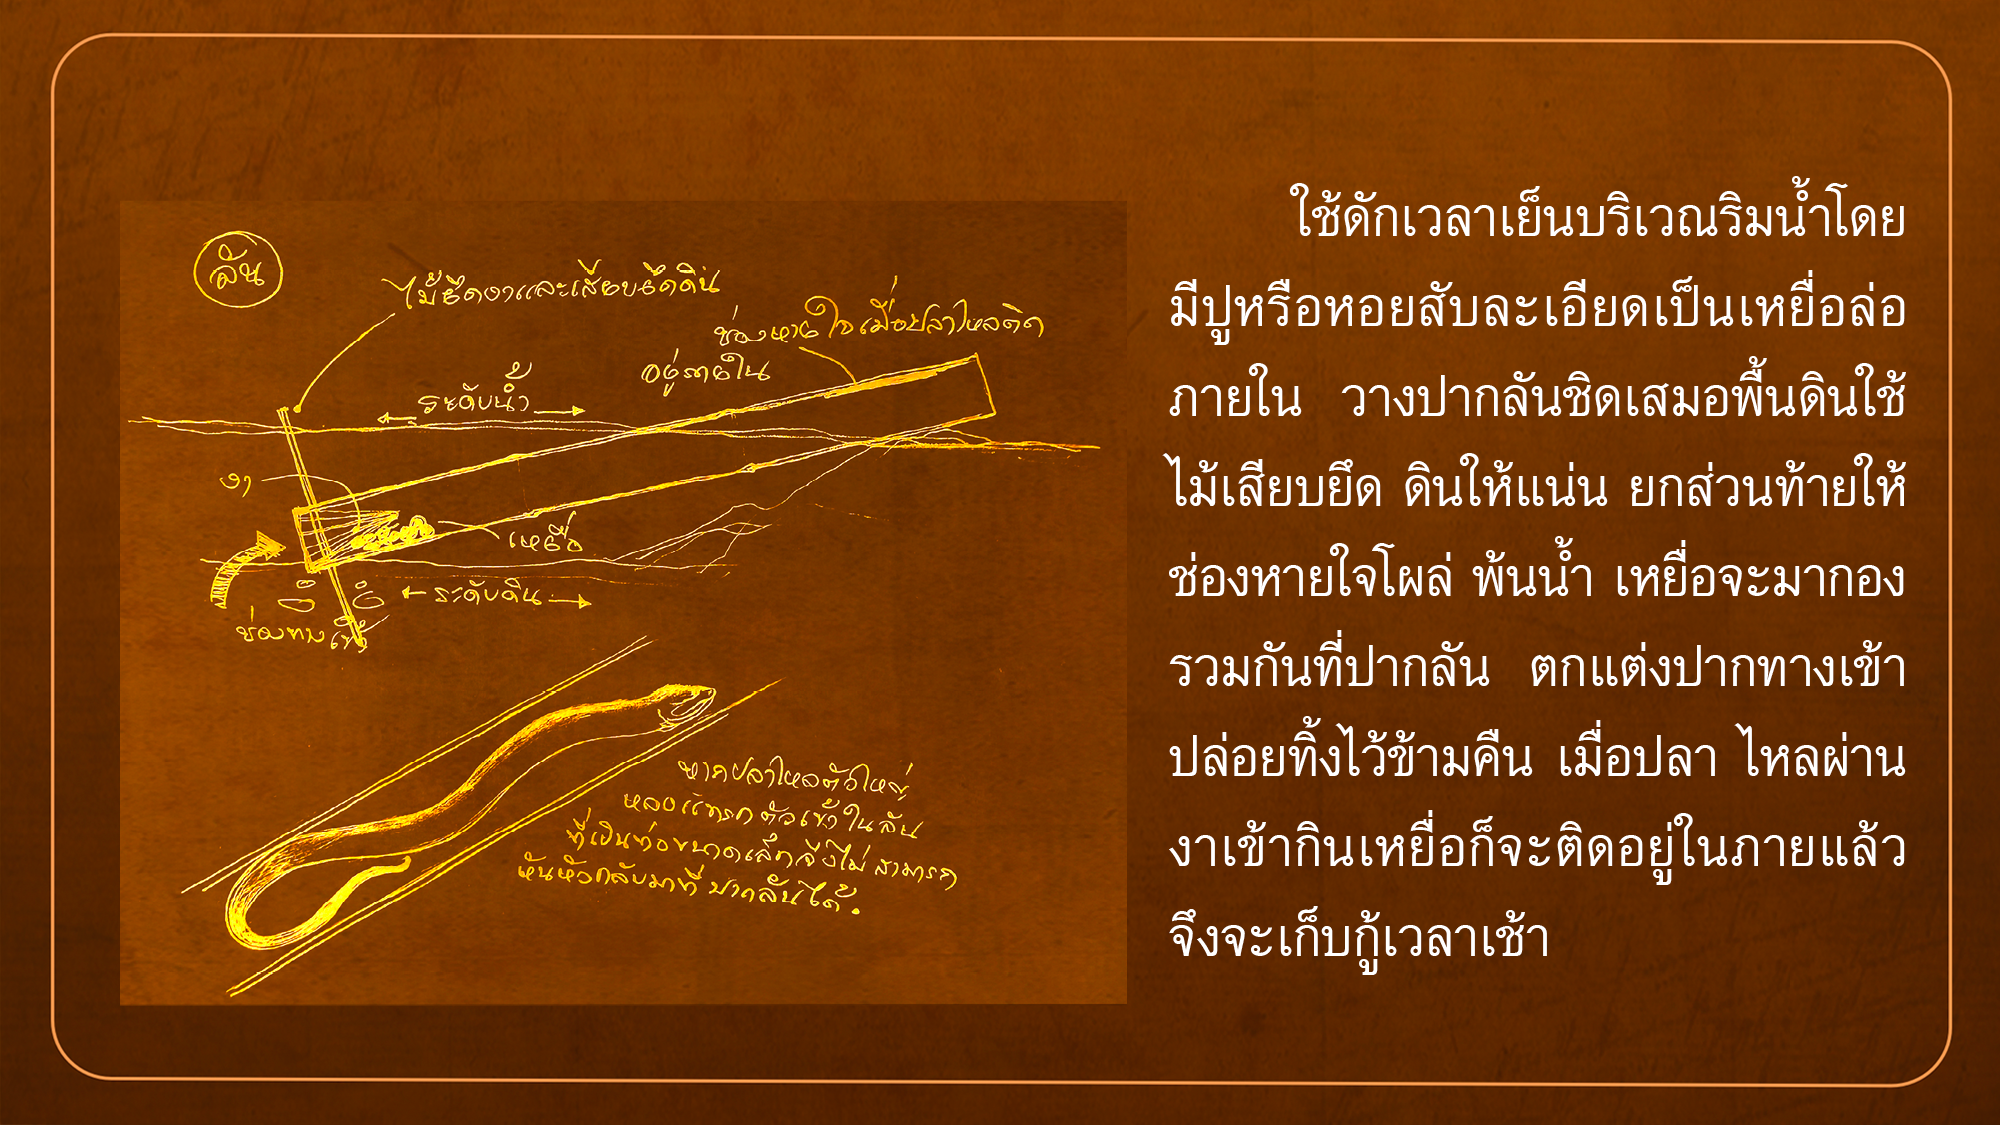 ลัน
ไม้ยึดงาและเสียบยึดดิน
ช่องหายใจเมื่อปลาไหลติด
อยู่ภายใน
ระดับน้ำ
งา
เหยื่อ
ระดับดิน
ช่องทางเข้า
หากปลาไหลตัวใหญ่
หลงแทรกตัวเข้าในลัน
ที่เป็นท่อขนาดเล็กจึงไม่สามารถ
หันหัวกลับมาที่ปากลันได้.
ใช้ดักเวลาเย็นบริเวณริมน้ำโดย
มีปูหรือหอยสับละเอียดเป็นเหยื่อล่อ
ภายใน วางปากลันชิดเสมอพื้นดินใช้
ไม้เสียบยึด ดินให้แน่น ยกส่วนท้ายให้
ช่องหายใจโผล่ พ้นน้ำ เหยื่อจะมากอง
รวมกันที่ปากลัน ตกแต่งปากทางเข้า
ปล่อยทิ้งไว้ข้ามคืน เมื่อปลา ไหลผ่าน
งาเข้ากินเหยื่อก็จะติดอยู่ในภายแล้ว
จึงจะเก็บกู้เวลาเช้า